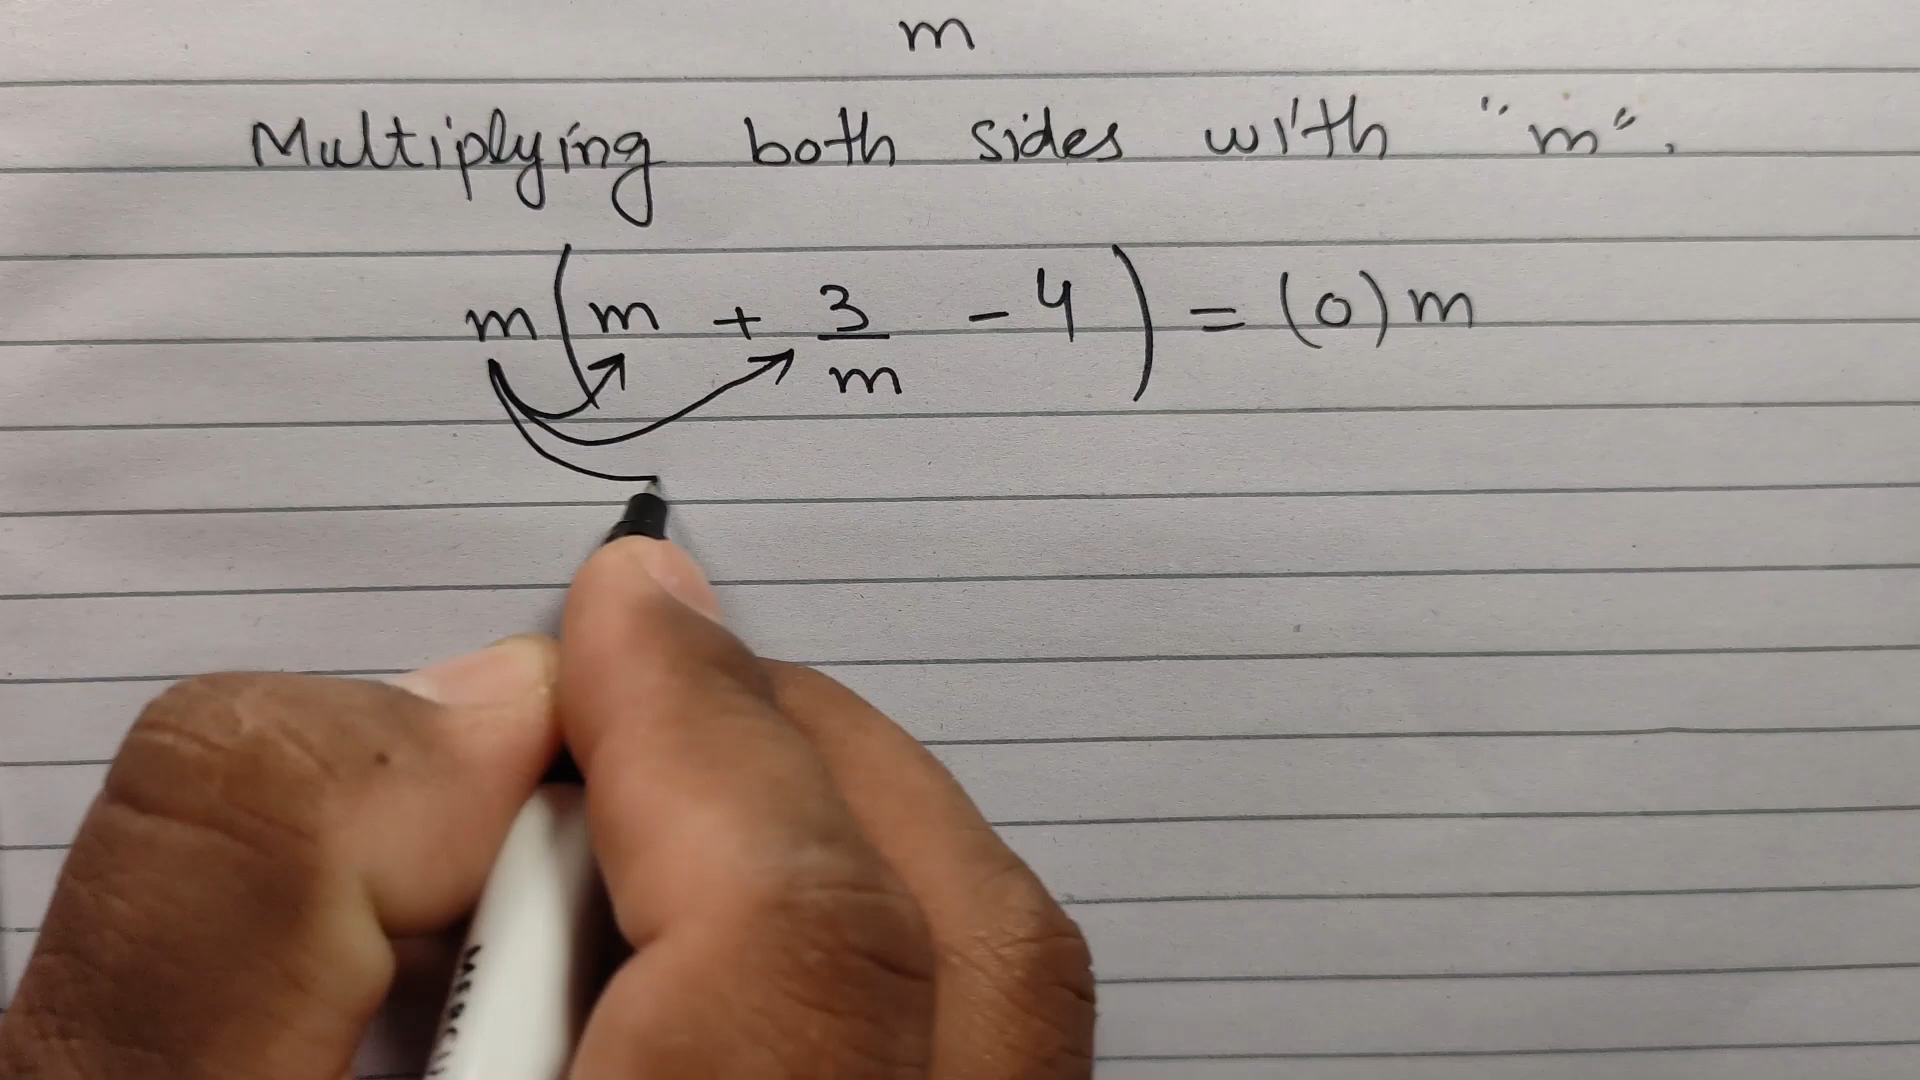 m
Multiplying both sides with "m".
m(m + 3/m - 4) = (0)m